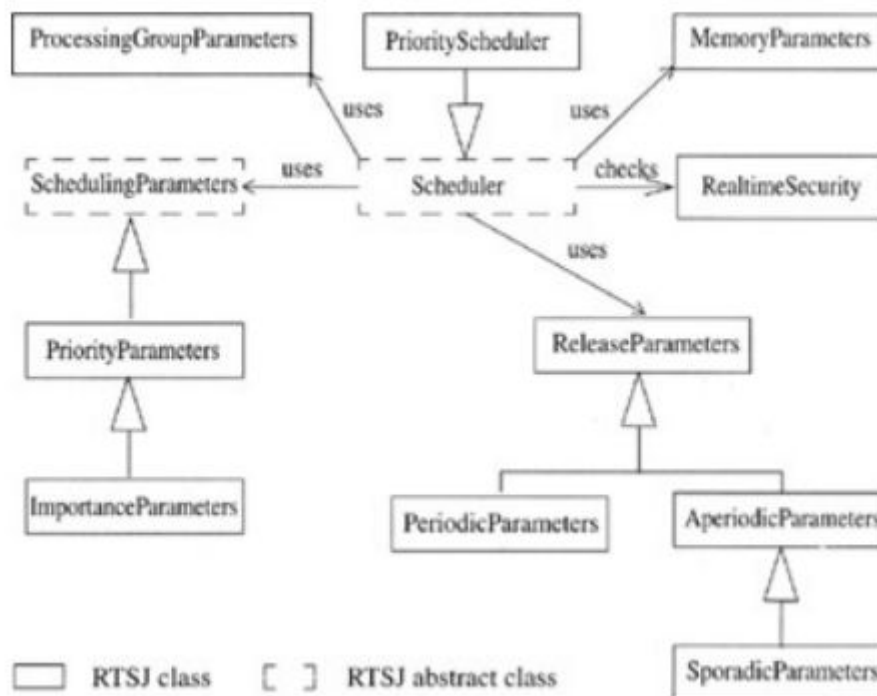 ProcessingGroupParameters
PriorityScheduler
MemoryParameters
uses
uses
SchedulingParameters
uses
Scheduler
checks
RealtimeSecurity
uses
PriorityParameters
ReleaseParameters
ImportanceParameters
PeriodicParameters
AperiodicParameters
RTSJ class
RTSJ abstract class
SporadicParameters